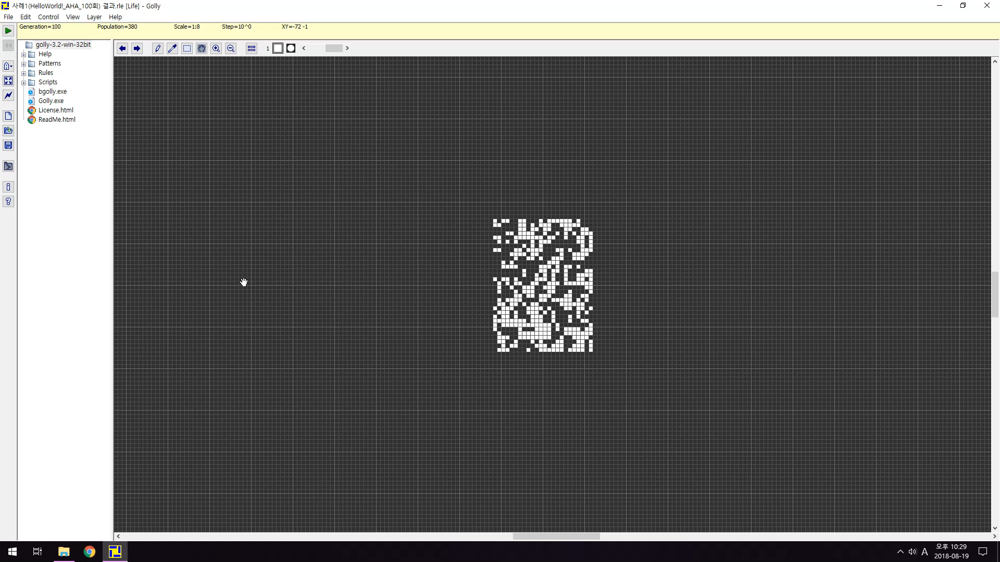 사례1(HelloWorld!_AHA_100회) 결과.rle [Life] - Golly
File Edit Control View Layer Help
Generation=100 Population=380 Scale=1:8 Step=10^0 XY=-72 -1
golly-3.2-win-32bit
Help
Patterns
Rules
Scripts
bgolly.exe
Golly.exe
License.html
ReadMe.html
1
A
오후 10:29
2018-08-19